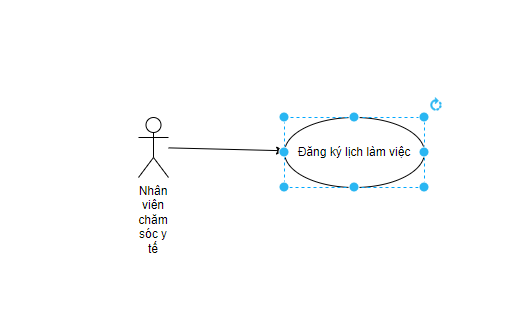 Đăng ký lịch làm việc
Nhân
viên
chăm
sóc y
tế